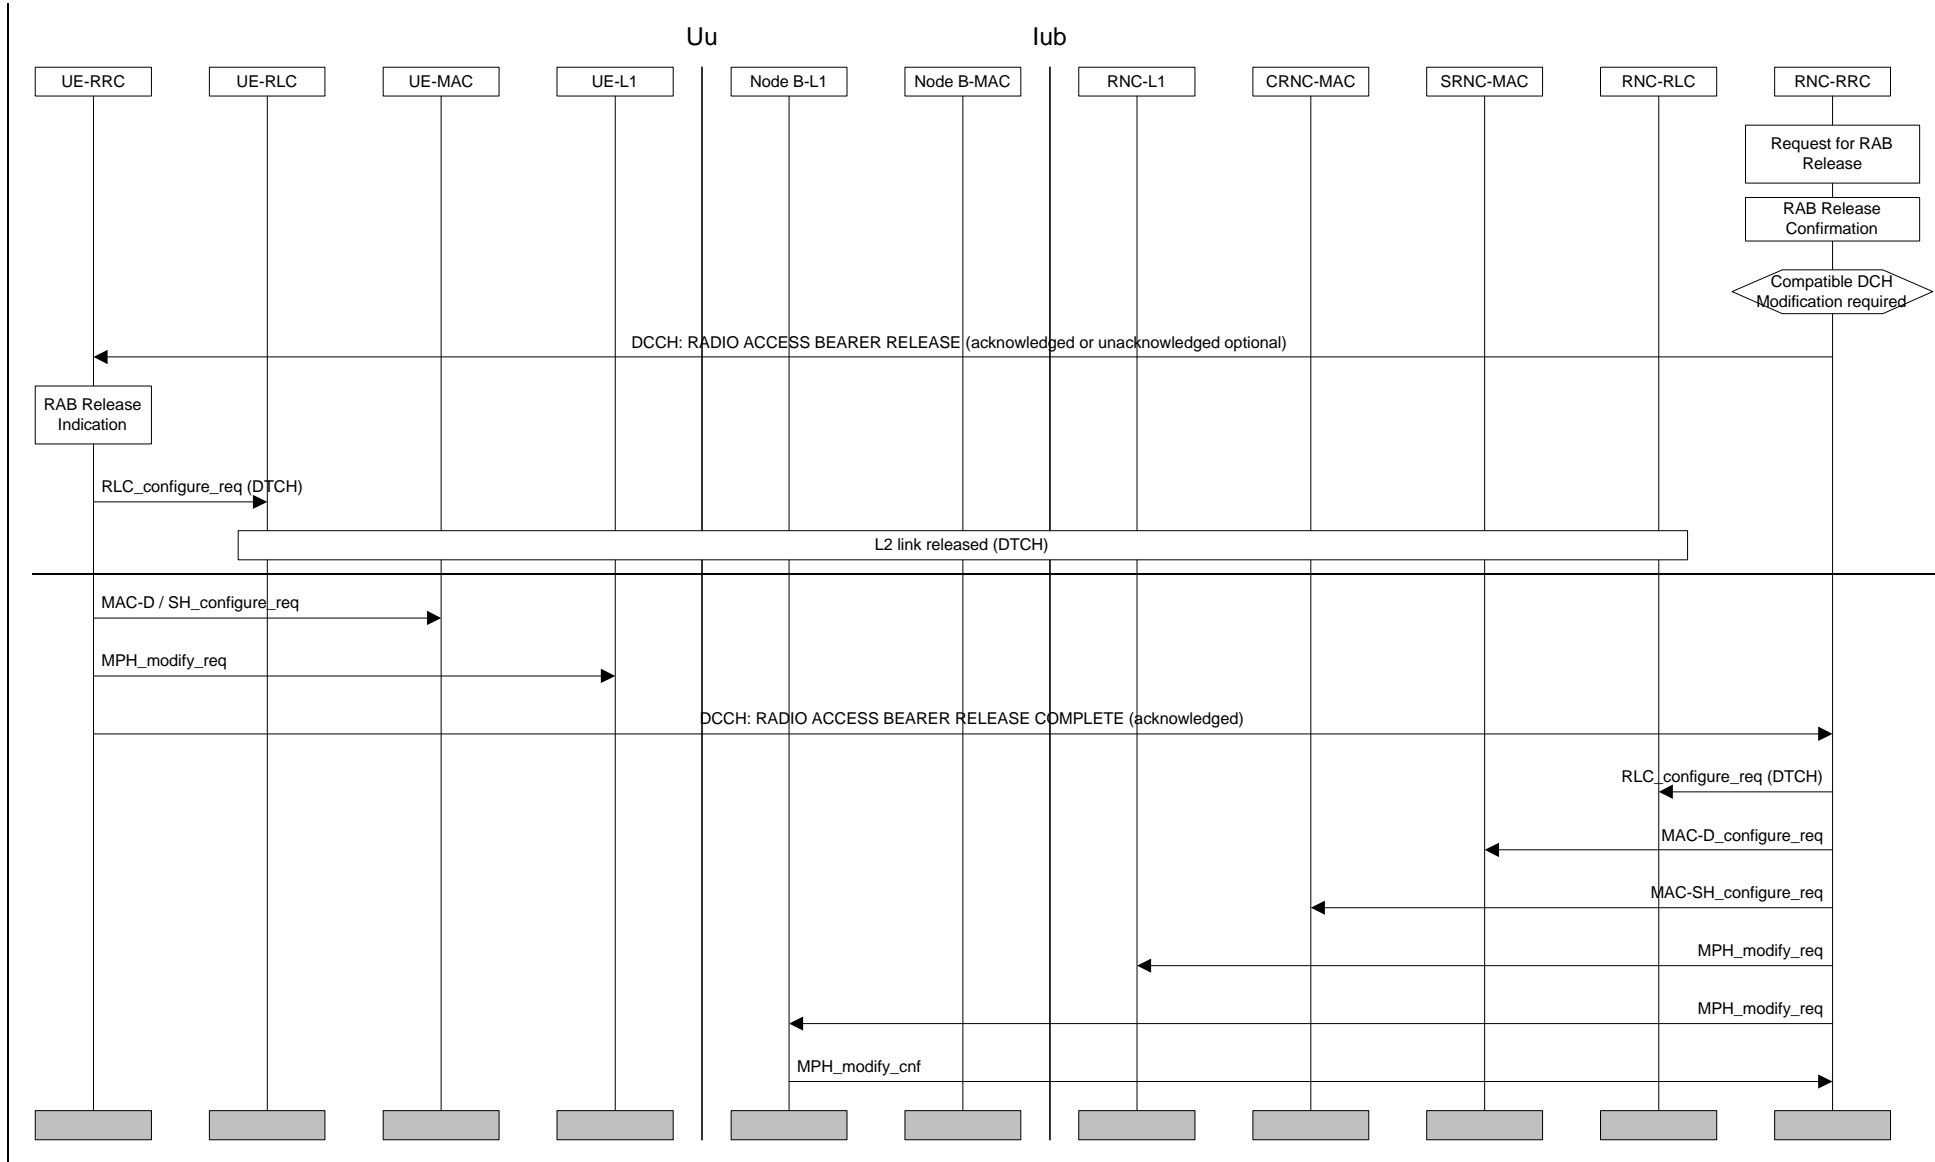 Uu
Iub
UE-RRC
UE-RLC
UE-MAC
UE-L1
Node B-L1
Node B-MAC
RNC-L1
CRNC-MAC
SRNC-MAC
RNC-RLC
RNC-RRC
Request for RAB
Release
RAB Release
Confirmation
Compatible DCH
Modification required
DCCH: RADIO ACCESS BEARER RELEASE (acknowledged or unacknowledged optional)
RAB Release
Indication
RLC_configure_req (DTCH)
L2 link released (DTCH)
MAC-D / SH_configure_req
MPH_modify_req
DCCH: RADIO ACCESS BEARER RELEASE COMPLETE (acknowledged)
RLC_configure_req (DTCH)
MAC-D_configure_req
MAC-SH_configure_req
MPH_modify_req
MPH_modify_req
MPH_modify_cnf